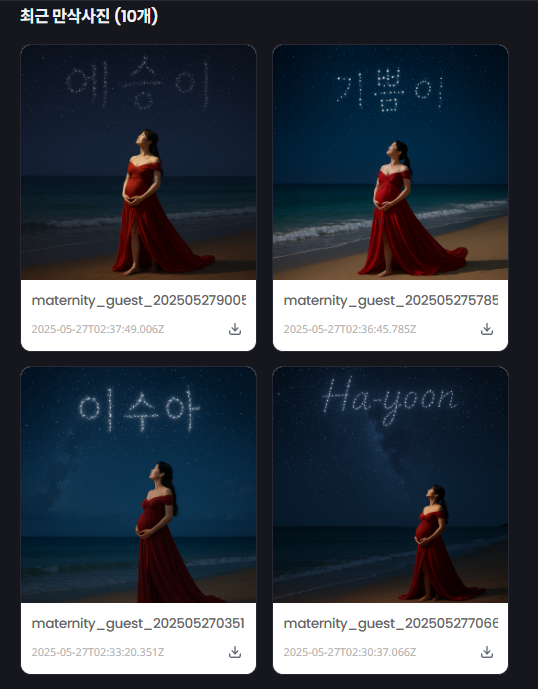 최근 만삭사진 (10개)
예승이
기쁨이
maternity_guest_202505279005
maternity_guest_202505275785
2025-05-27T02:37:49.006Z
2025-05-27T02:36:45.785Z
이수아
Ha-yoon
maternity_guest_202505270351
maternity_guest_202505277066
2025-05-27T02:33:20.351Z
2025-05-27T02:30:37.066Z